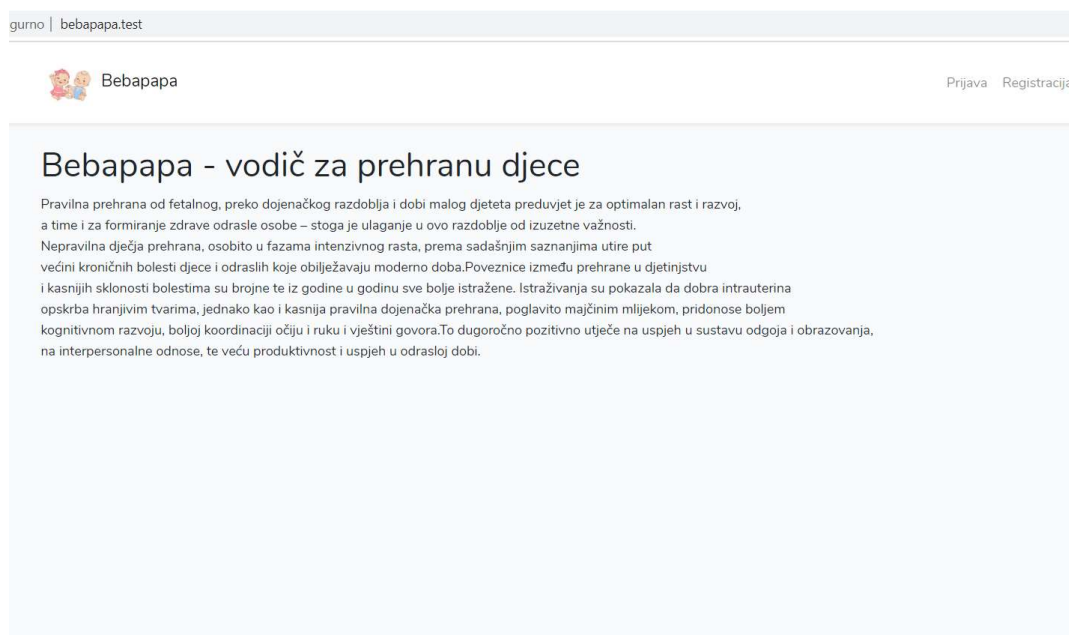 gurno | bebapapa.test
Bebapapa
Prijava Registracija
Bebapapa - vodič za prehranu djece
Pravilna prehrana od fetalnog, preko dojenačkog razdoblja i dobi malog djeteta preduvjet je za optimalan rast i razvoj,
a time i za formiranje zdrave odrasle osobe – stoga je ulaganje u ovo razdoblje od izuzetne važnosti.
Nepravilna dječja prehrana, osobito u fazama intenzivnog rasta, prema sadašnjim saznanjima utire put
većini kroničnih bolesti djece i odraslih koje obilježavaju moderno doba.Poveznice između prehrane u djetinjstvu
i kasnijih sklonosti bolestima su brojne te iz godine u godinu sve bolje istražene. Istraživanja su pokazala da dobra intrauterina
opskrba hranjivim tvarima, jednako kao i kasnija pravilna dojenačka prehrana, poglavito majčinim mlijekom, pridonose boljem
kognitivnom razvoju, boljoj koordinaciji očiju i ruku i vještini govora.To dugoročno pozitivno utječe na uspjeh u sustavu odgoja i obrazovanja,
na interpersonalne odnose, te veću produktivnost i uspjeh u odrasloj dobi.